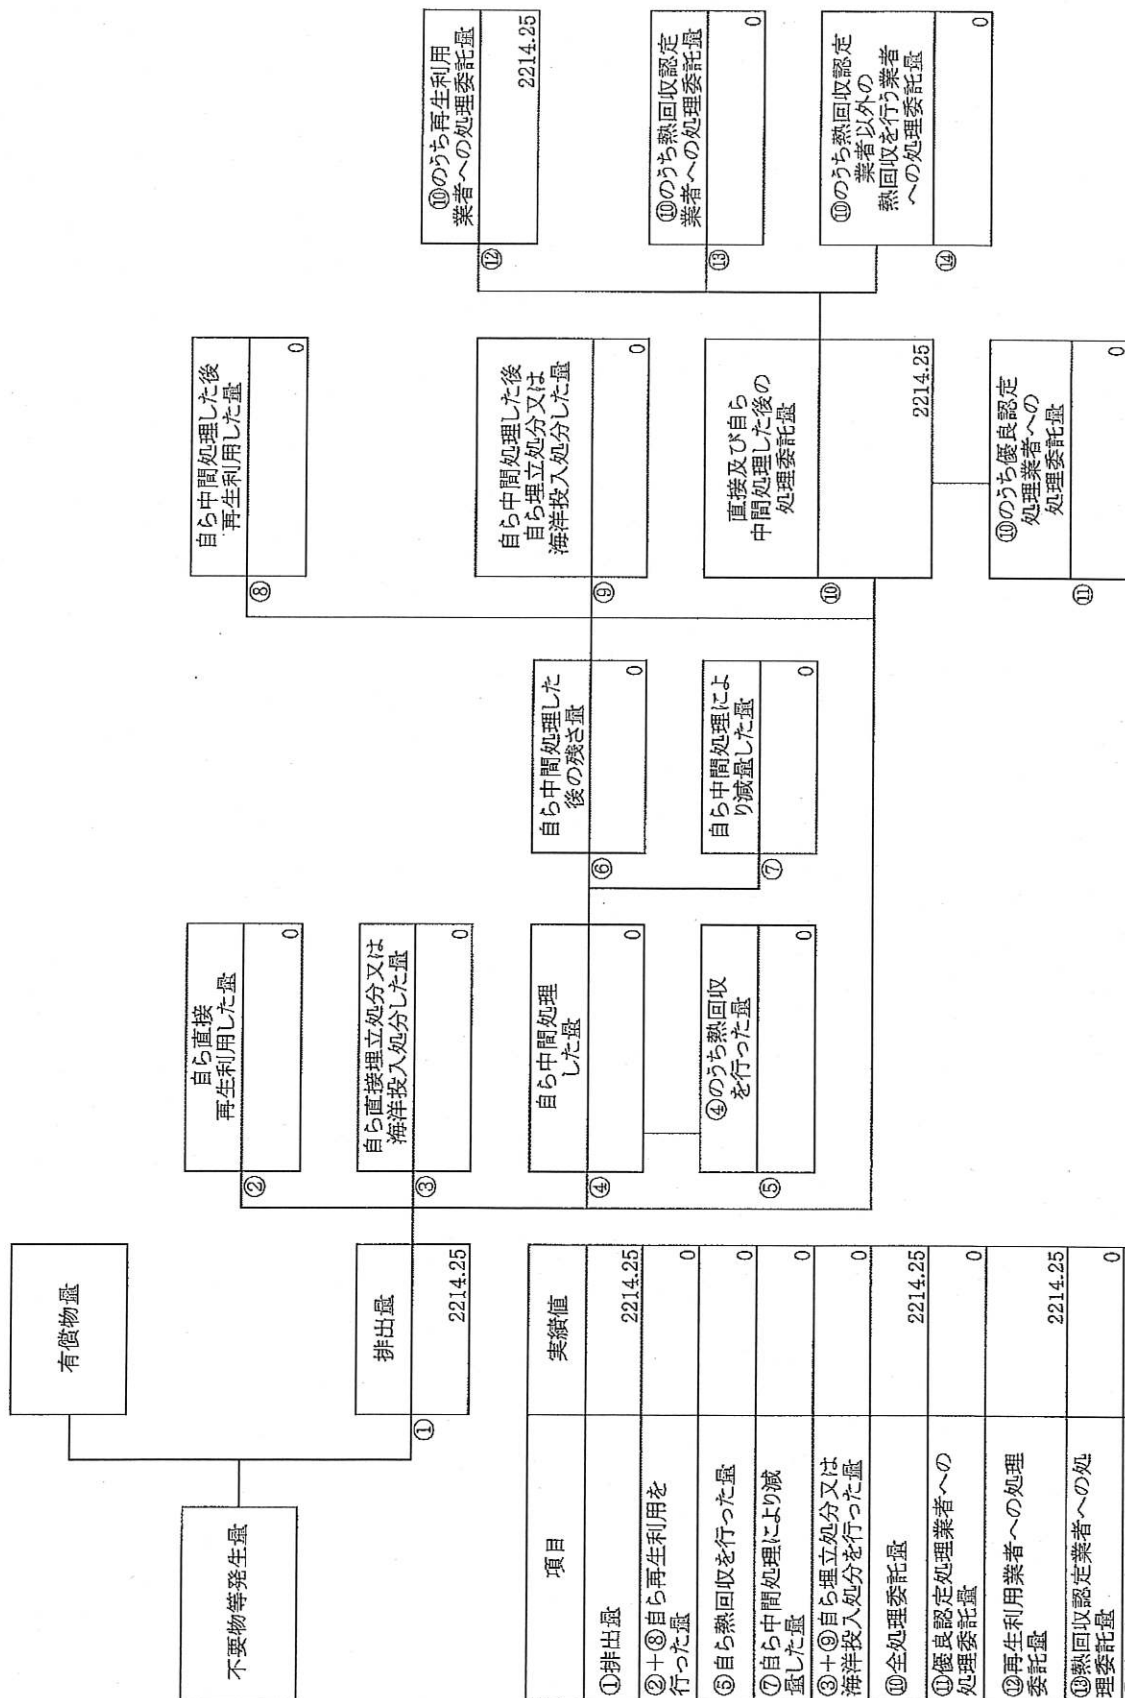 不要物等発生量
有償物量
①
排出量
2214.25
②
自ら直接
再生利用した量
0
③
自ら直接埋立処分又は
海洋投入処分した量
0
④
自ら中間処理
した量
0
⑤
④のうち熱回収
を行った量
0
⑥
自ら中間処理した
後の残さ量
0
⑦
自ら中間処理によ
り減量した量
0
⑧
自ら中間処理した後
再生利用した量
0
⑨
自ら中間処理した後
自ら埋立処分又は
海洋投入処分した量
0
⑩
直接及び自ら
中間処理した後の
処理委託量
2214.25
⑪
⑩のうち優良認定
処理業者への
処理委託量
0
⑫
⑩のうち再生利用
業者への処理委託量
2214.25
⑬
⑩のうち熱回収認定
業者への処理委託量
0
⑭
⑩のうち熱回収認定
業者以外の
熱回収を行う業者
への処理委託量
0
項目 実績値
①排出量 2214.25
②+⑧自ら再生利用を
行った量 0
⑤自ら熱回収を行った量 0
⑦自ら中間処理により減
量した量 0
③+⑨自ら埋立処分又は
海洋投入処分を行った量 0
⑩全処理委託量 2214.25
⑪優良認定処理業者への
処理委託量 0
⑫再生利用業者への処理
委託量 2214.25
⑬熱回収認定業者への処
理委託量 0